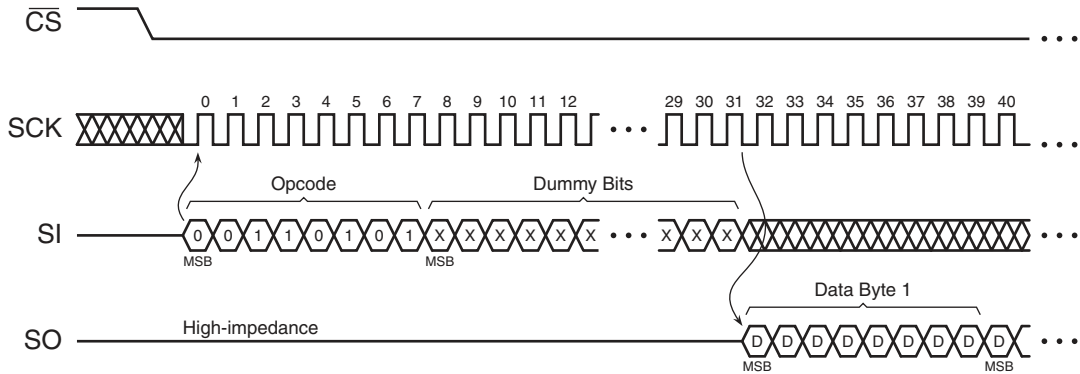 CS
0 1 2 3 4 5 6 7 8 9 10 11 12 29 30 31 32 33 34 35 36 37 38 39 40
SCK
Opcode Dummy Bits
SI 0 0 1 1 0 1 0 1 X X X X X X X X X
MSB MSB
Data Byte 1
High-impedance
SO D D D D D D D D D
MSB MSB